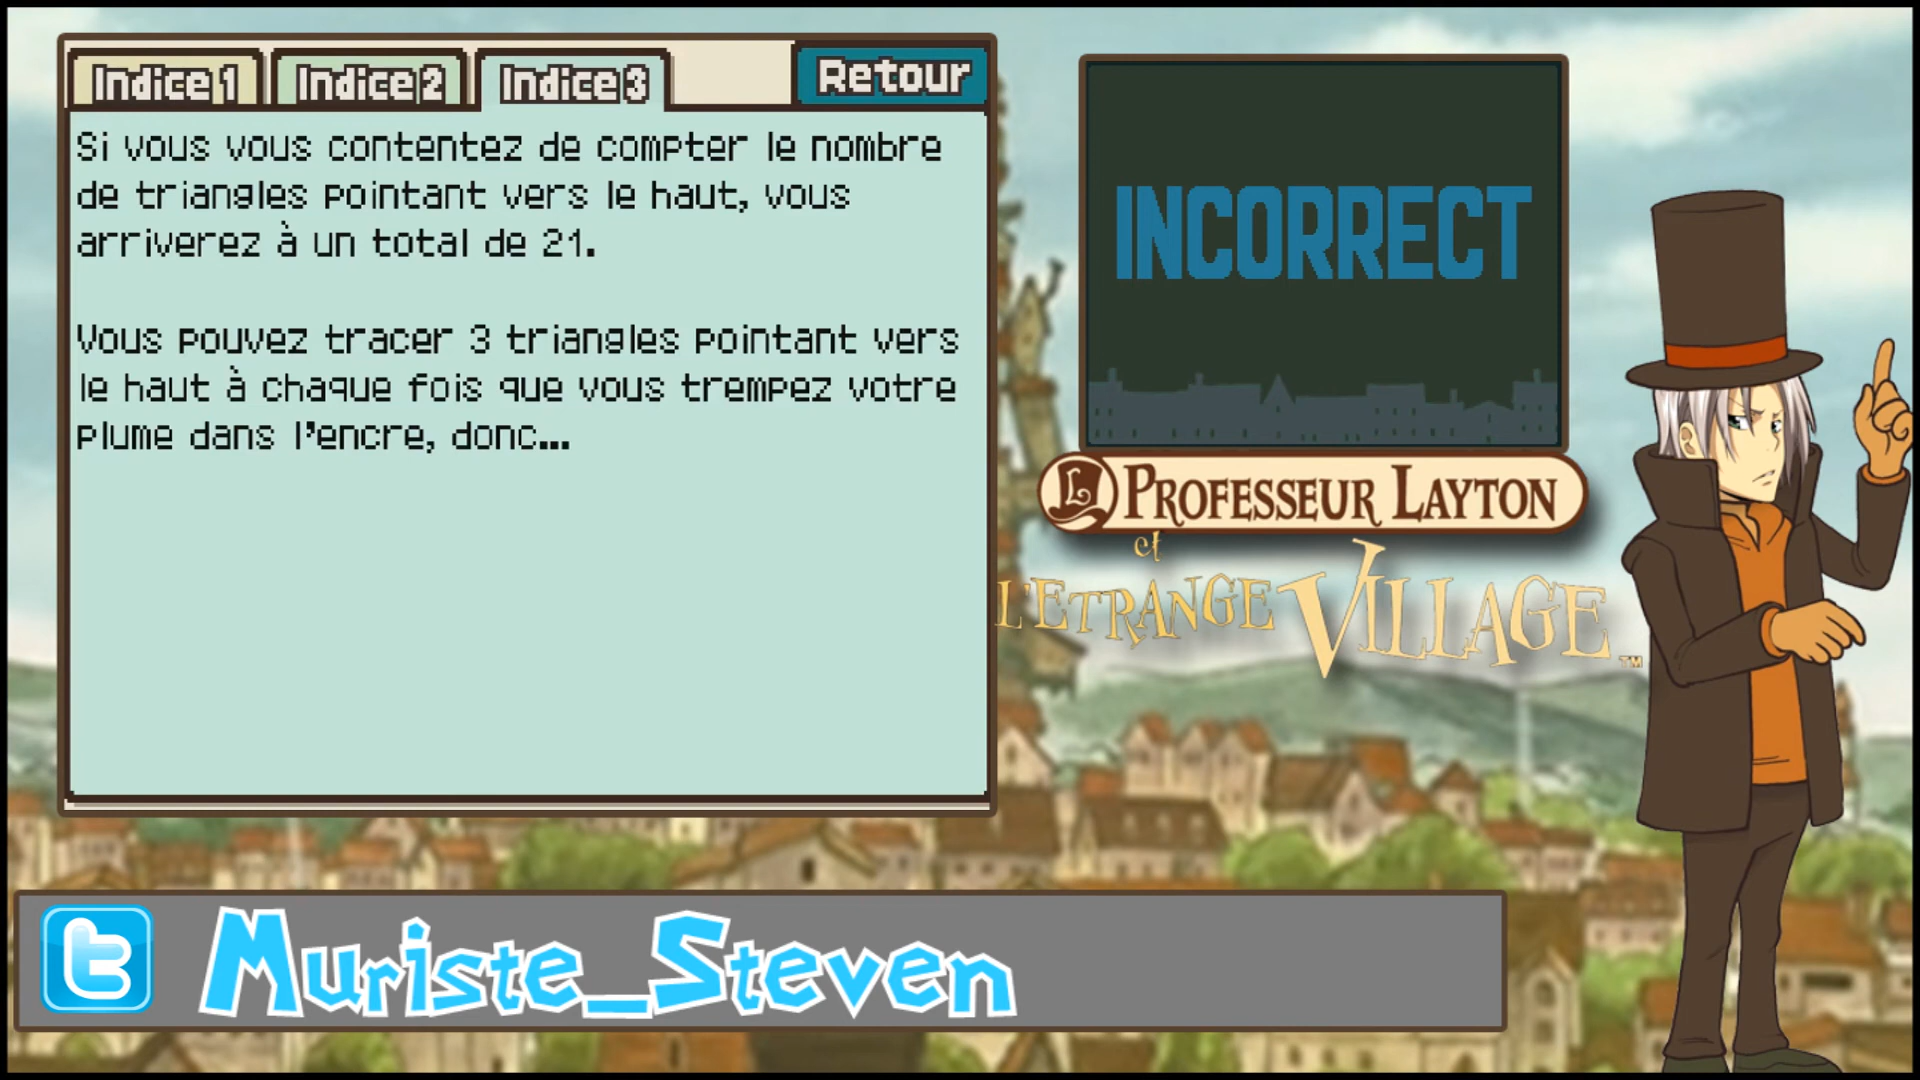 Indice 1
Indice 2
Indice 3
Retour
Si vous vous contentez de compter le nombre
de triangles pointant vers le haut, vous
arriverez à un total de 21.
Vous pouvez tracer 3 triangles pointant vers
le haut à chaque fois que vous trempez votre
plume dans l'encre, donc...
INCORRECT
L PROFESSEUR LAYTON
et
L'ETRANGE VILLAGE ™
t Muriste_Steven